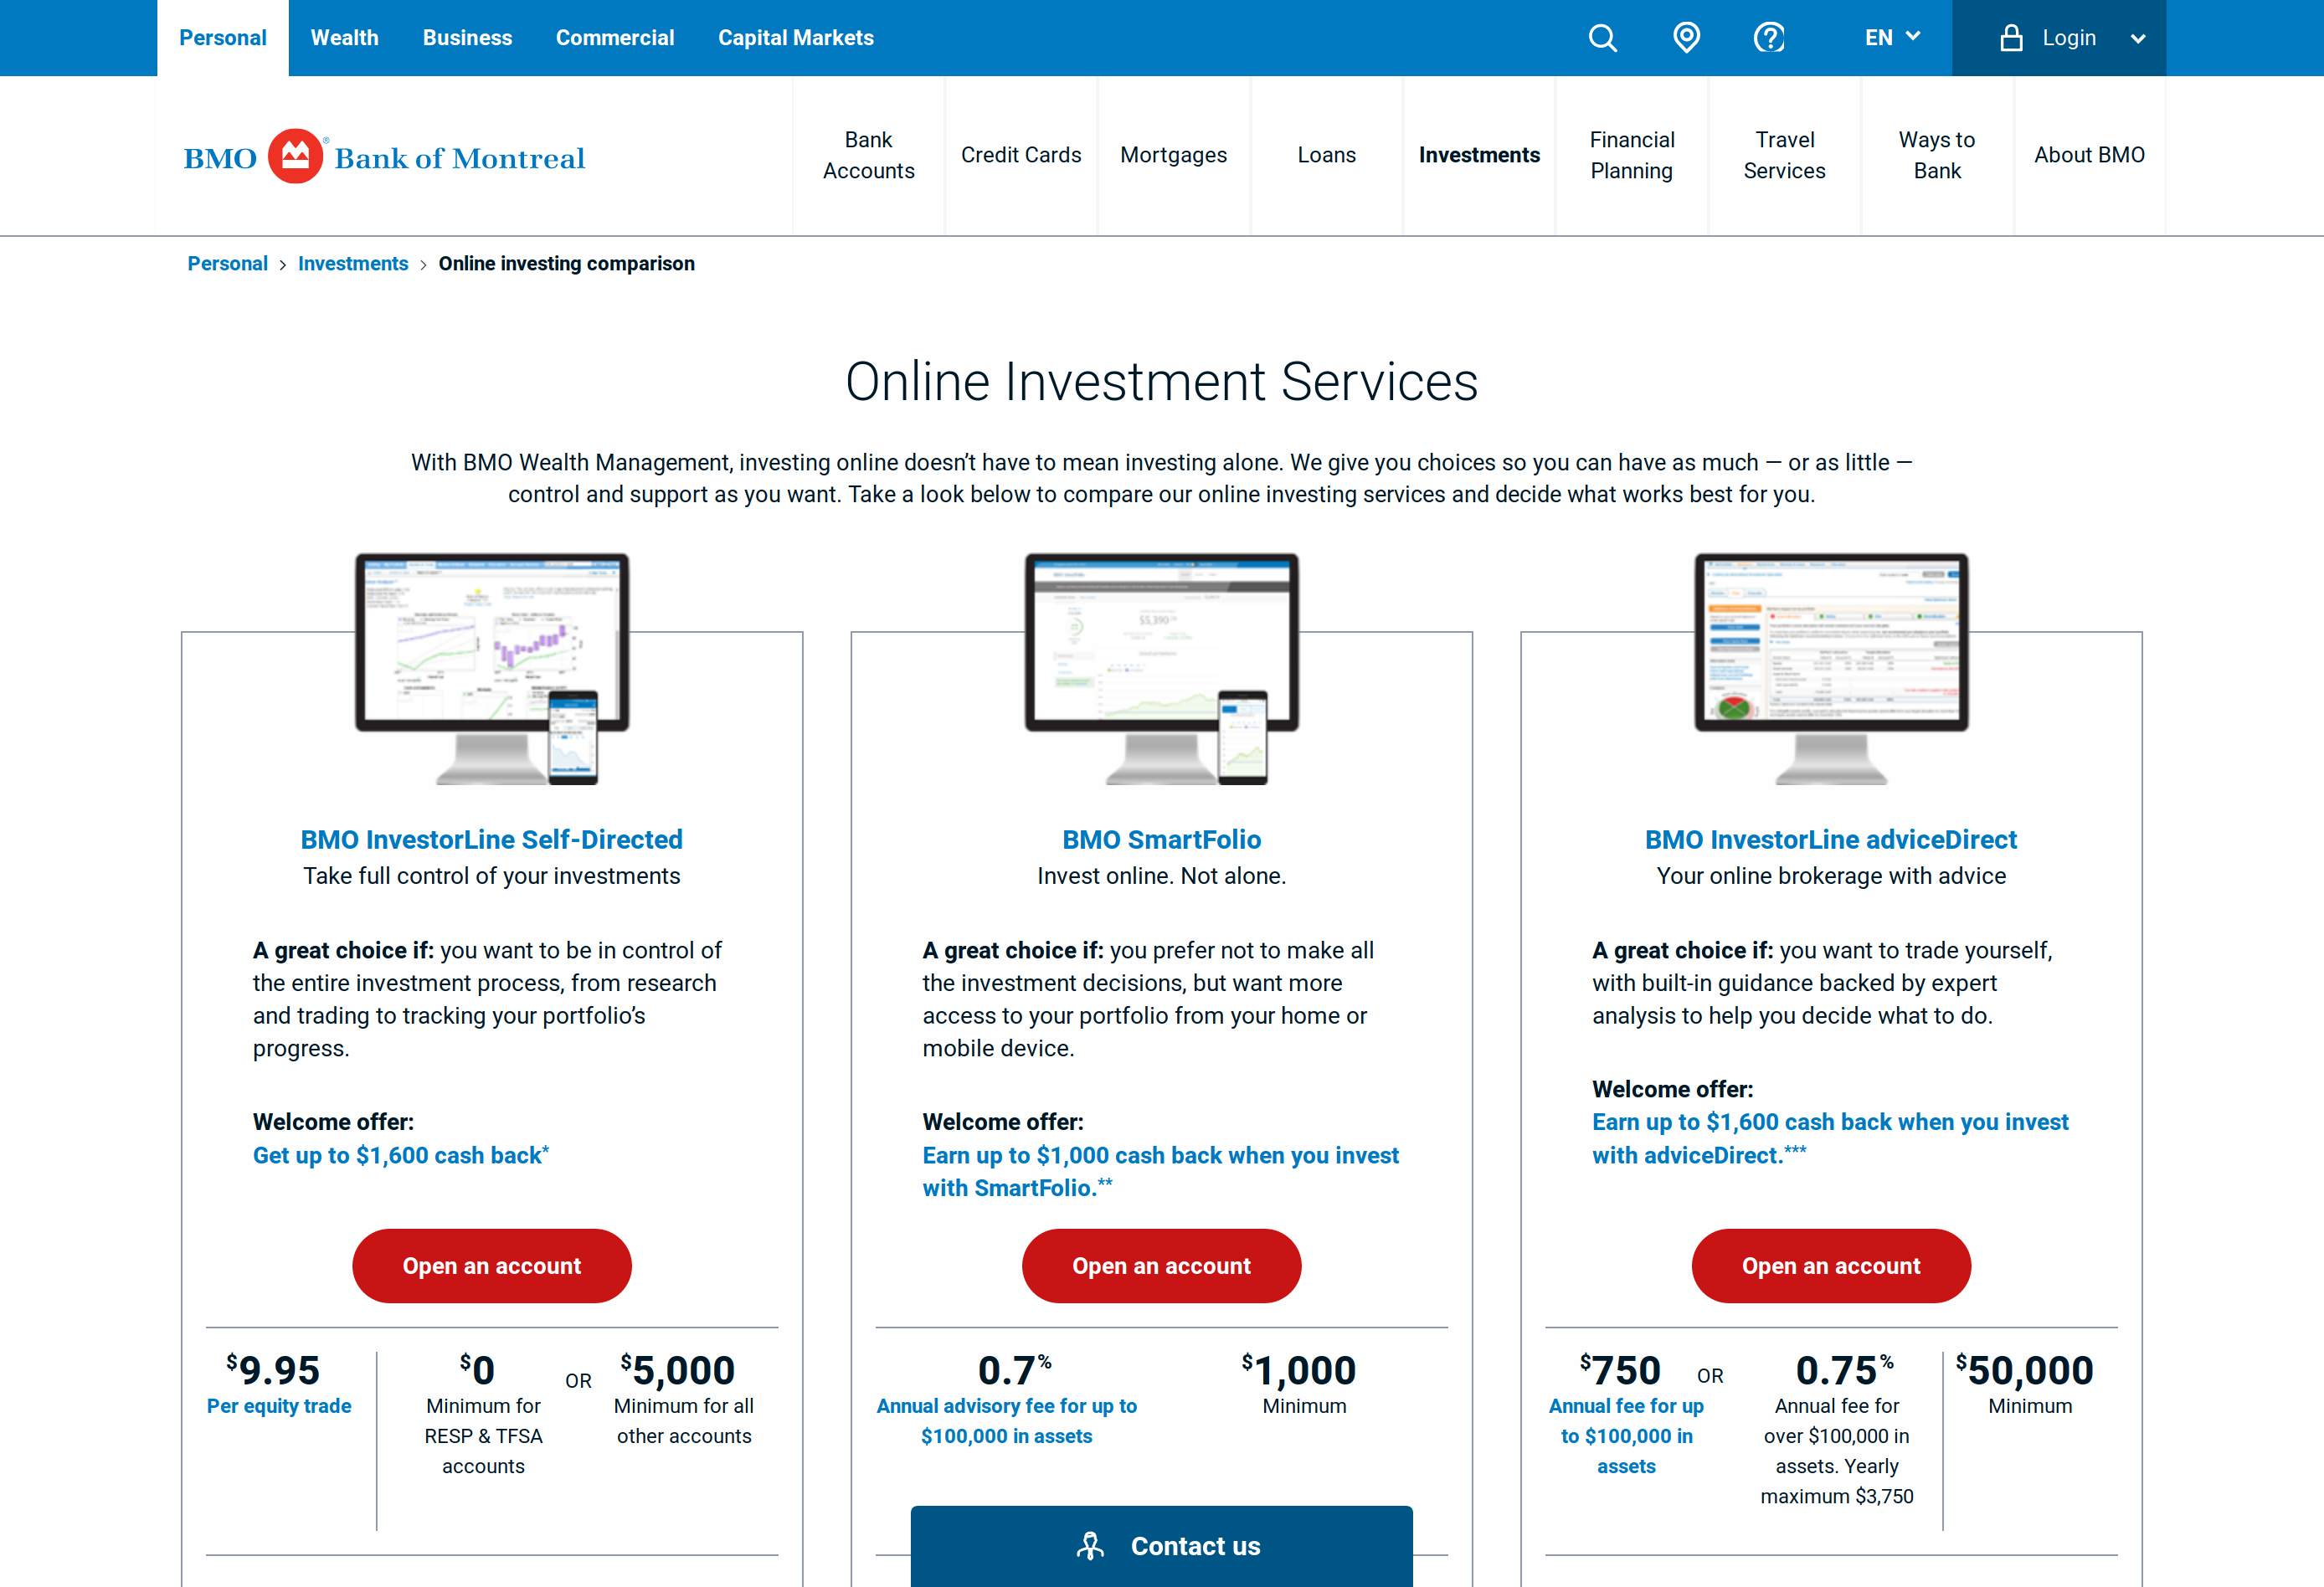 Personal Wealth Business Commercial Capital Markets EN Login
BMO Bank of Montreal®
Bank Accounts
Credit Cards
Mortgages
Loans
Investments
Financial Planning
Travel Services
Ways to Bank
About BMO
Personal > Investments > Online investing comparison
Online Investment Services
With BMO Wealth Management, investing online doesn’t have to mean investing alone. We give you choices so you can have as much — or as little —
control and support as you want. Take a look below to compare our online investing services and decide what works best for you.
BMO InvestorLine Self-Directed
Take full control of your investments
A great choice if: you want to be in control of
the entire investment process, from research
and trading to tracking your portfolio’s
progress.
Welcome offer:
Get up to $1,600 cash back*
Open an account
$9.95
Per equity trade
$0
Minimum for
RESP & TFSA
accounts
OR
$5,000
Minimum for all
other accounts
BMO SmartFolio
Invest online. Not alone.
A great choice if: you prefer not to make all
the investment decisions, but want more
access to your portfolio from your home or
mobile device.
Welcome offer:
Earn up to $1,000 cash back when you invest
with SmartFolio.**
Open an account
0.7%
Annual advisory fee for up to
$100,000 in assets
$1,000
Minimum
BMO InvestorLine adviceDirect
Your online brokerage with advice
A great choice if: you want to trade yourself,
with built-in guidance backed by expert
analysis to help you decide what to do.
Welcome offer:
Earn up to $1,600 cash back when you invest
with adviceDirect.***
Open an account
$750
Annual fee for up
to $100,000 in
assets
OR
0.75%
Annual fee for
over $100,000 in
assets. Yearly
maximum $3,750
$50,000
Minimum
Contact us